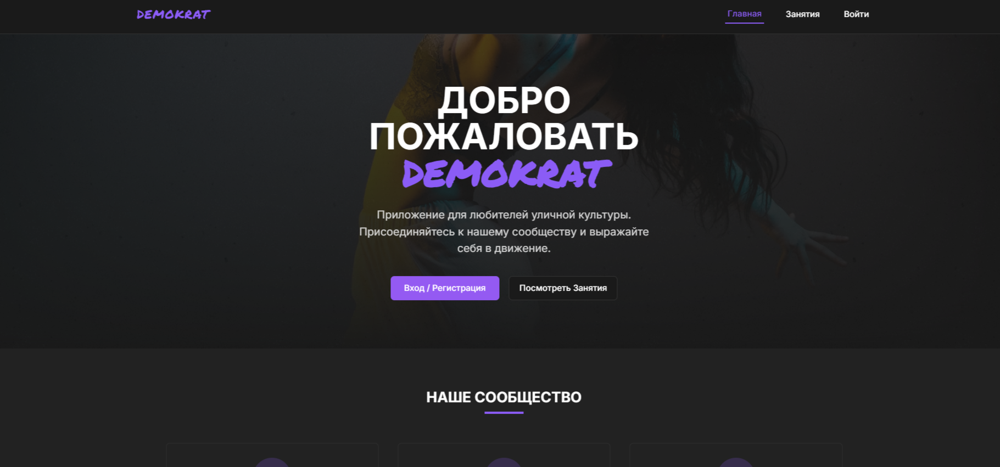 DEMOKRAT
Главная
Занятия
Войти
ДОБРО
ПОЖАЛОВАТЬ
DEMOKRAT
Приложение для любителей уличной культуры.
Присоединяйтесь к нашему сообществу и выражайте
себя в движение.
Вход / Регистрация
Посмотреть Занятия
НАШЕ СООБЩЕСТВО